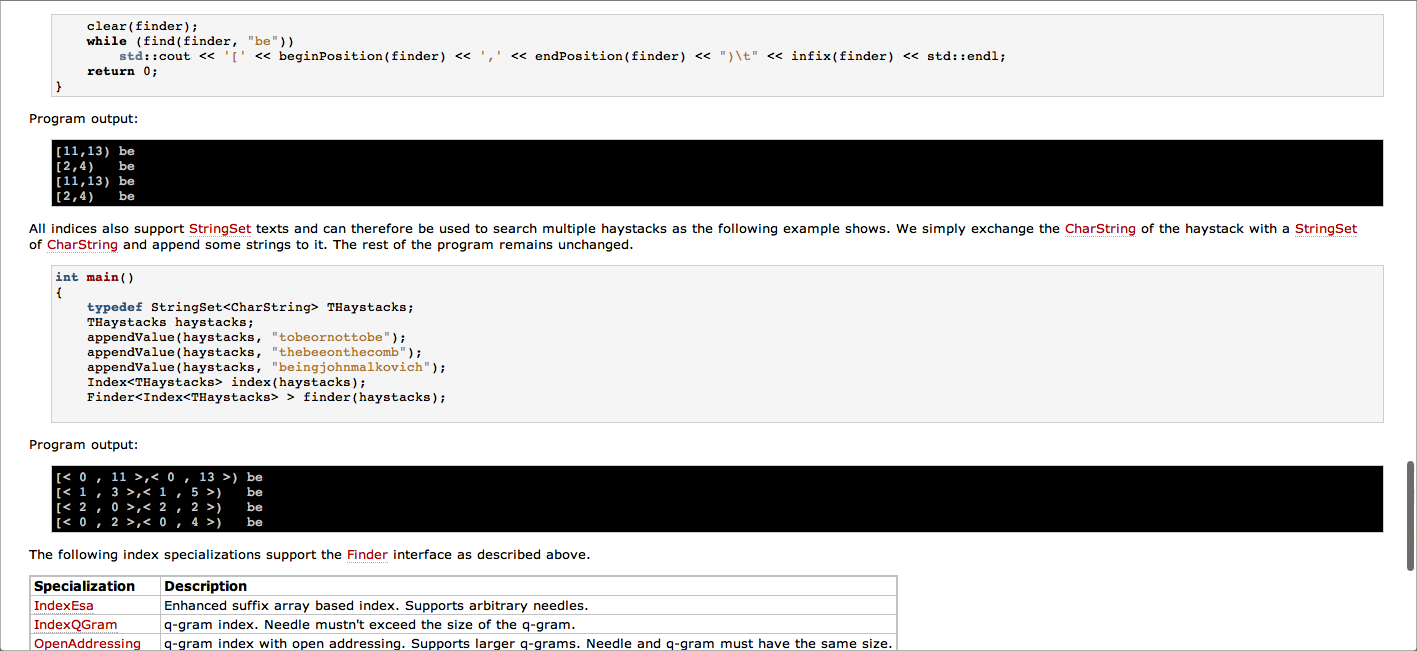 clear(finder);
while (find(finder, "be"))
std::cout << '[' << beginPosition(finder) << ',' << endPosition(finder) << ")\t" << infix(finder) << std::endl;
return 0;
}
Program output:
[11,13) be
[2,4) be
[11,13) be
[2,4) be
All indices also support StringSet texts and can therefore be used to search multiple haystacks as the following example shows. We simply exchange the CharString of the haystack with a StringSet
of CharString and append some strings to it. The rest of the program remains unchanged.
int main()
{
typedef StringSet<CharString> THaystacks;
THaystacks haystacks;
appendValue(haystacks, "tobeornottobe");
appendValue(haystacks, "thebeeonthecomb");
appendValue(haystacks, "beingjohnmalkovich");
Index<THaystacks> index(haystacks);
Finder<Index<THaystacks> > finder(haystacks);
Program output:
[< 0 , 11 >,< 0 , 13 >) be
[< 1 , 3 >,< 1 , 5 >) be
[< 2 , 0 >,< 2 , 2 >) be
[< 0 , 2 >,< 0 , 4 >) be
The following index specializations support the Finder interface as described above.
Specialization Description
IndexEsa Enhanced suffix array based index. Supports arbitrary needles.
IndexQGram q-gram index. Needle mustn't exceed the size of the q-gram.
OpenAddressing q-gram index with open addressing. Supports larger q-grams. Needle and q-gram must have the same size.